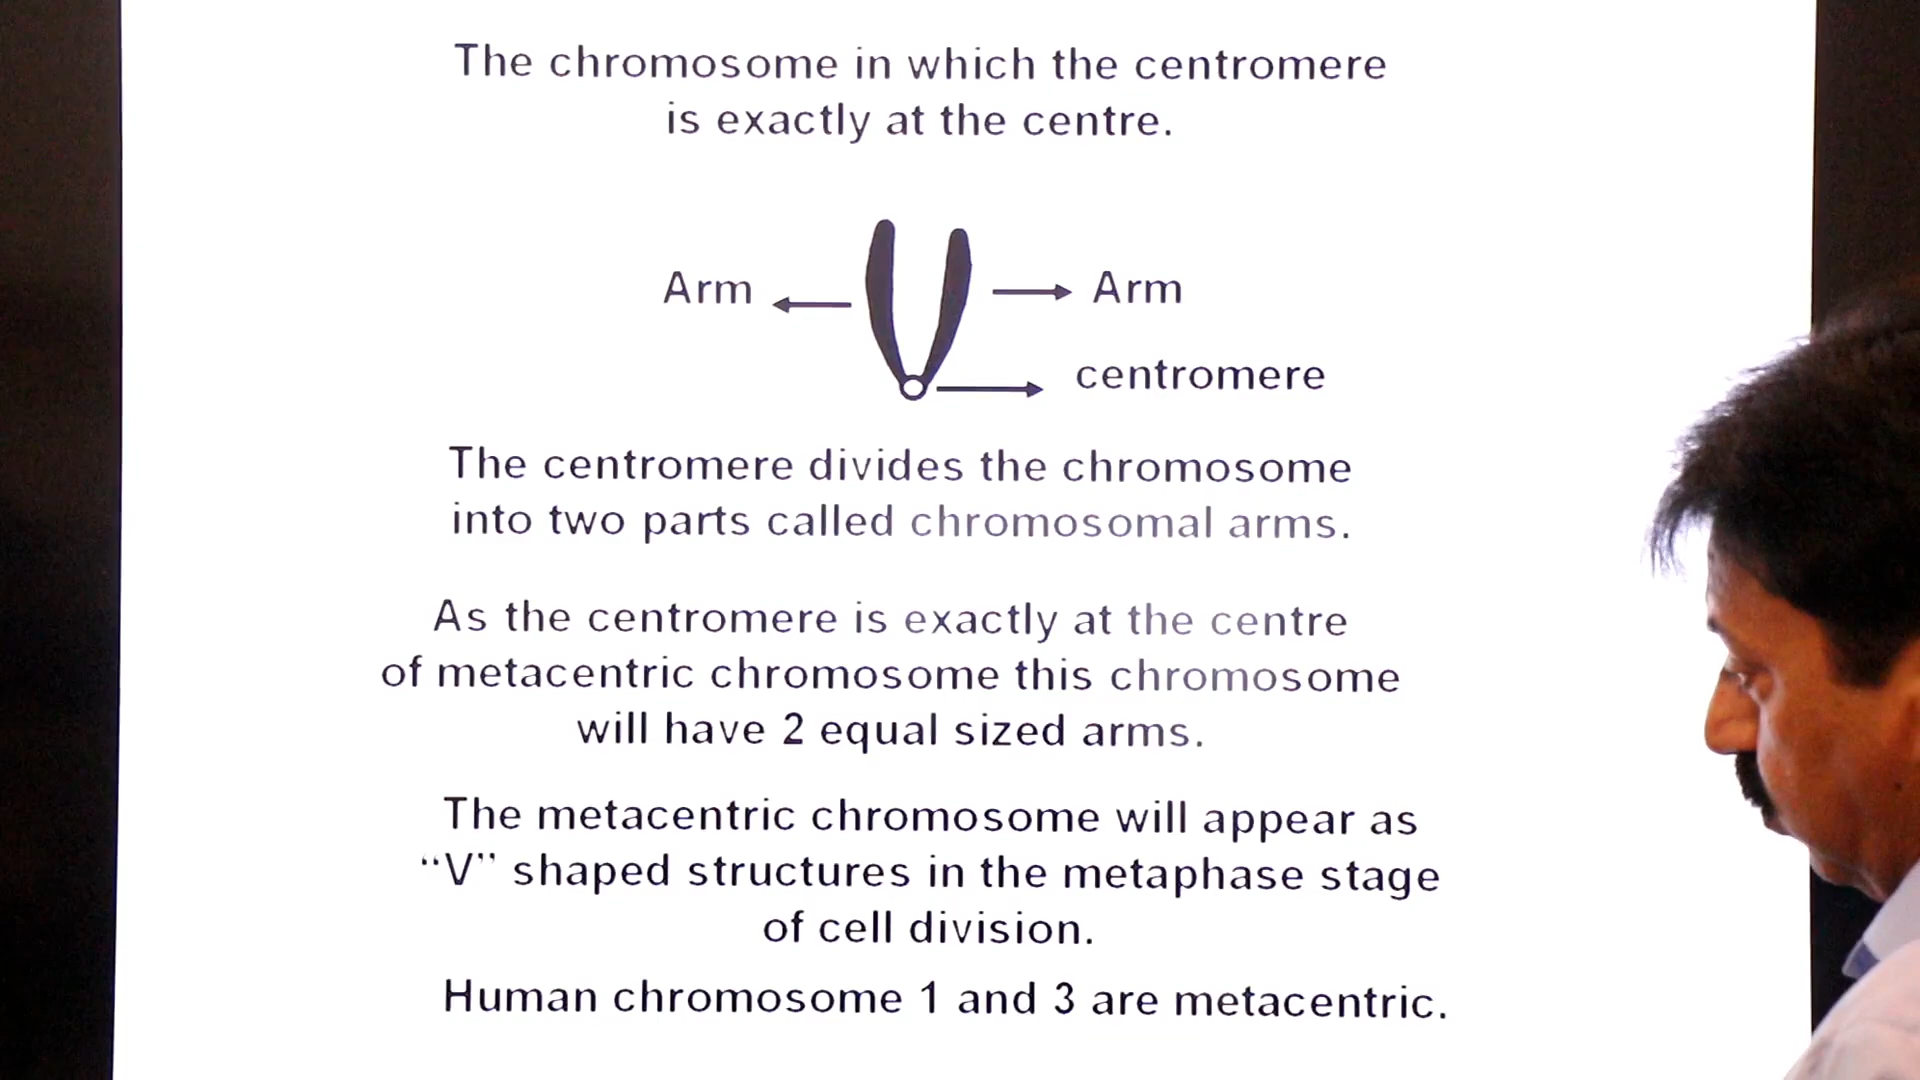 The chromosome in which the centromere
is exactly at the centre.
Arm
Arm
centromere
The centromere divides the chromosome
into two parts called chromosomal arms.
As the centromere is exactly at the centre
of metacentric chromosome this chromosome
will have 2 equal sized arms.
The metacentric chromosome will appear as
“V” shaped structures in the metaphase stage
of cell division.
Human chromosome 1 and 3 are metacentric.